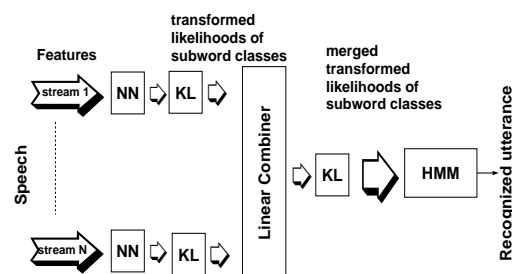 transformed
likelihoods of
subword classes
Features
stream 1
NN
KL
merged
transformed
likelihoods of
subword classes
Speech
Linear Combiner
KL
HMM
Recognized utterance
stream N
NN
KL